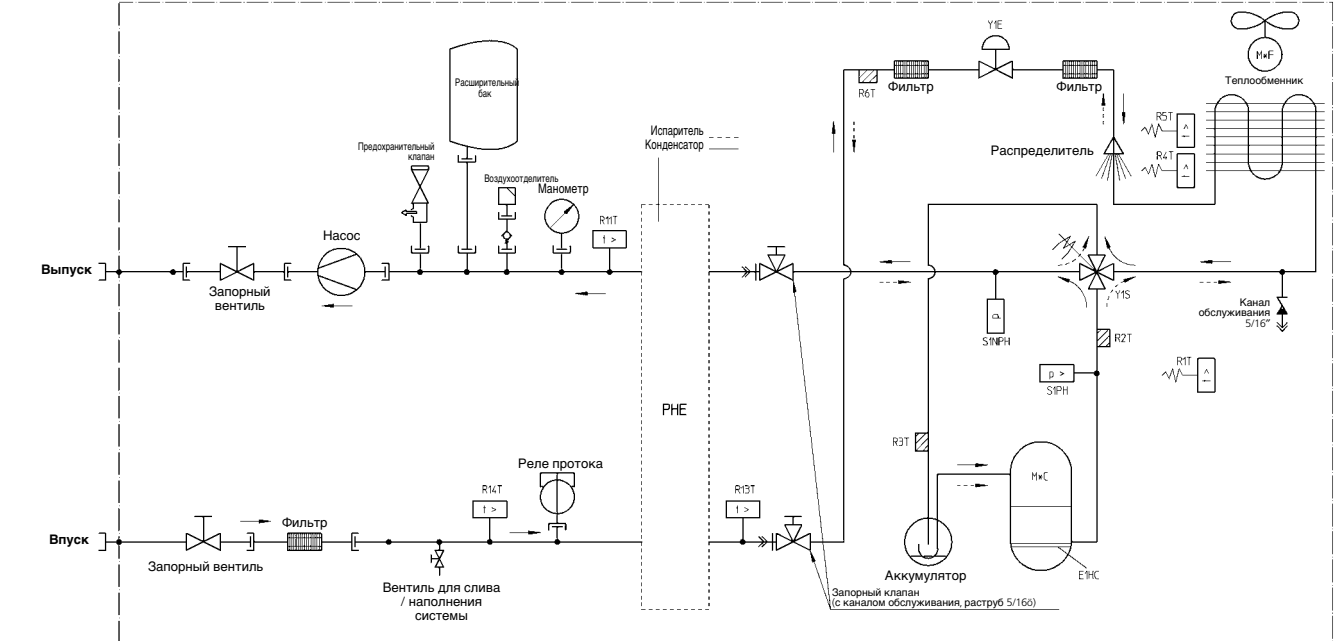 Y1E
M*F
Теплообменник
Расширительный
бак
R6T
Фильтр
Фильтр
R5T
R4T
Распределитель
Испаритель
Конденсатор
Предохранительный
клапан
Воздухоотделитель
Манометр
R11T
t >
Насос
Выпуск
Запорный
вентиль
Y1S
Канал
обслуживания
5/16"
p
S1NPH
R2T
R1T
p >
S1PH
PHE
R3T
M*C
Реле протока
R14T
t >
R13T
t >
Впуск
Фильтр
Запорный вентиль
Вентиль для слива
/ наполнения
системы
Аккумулятор
E1HC
Запорный клапан
(с каналом обслуживания, раструб 5/16õ)